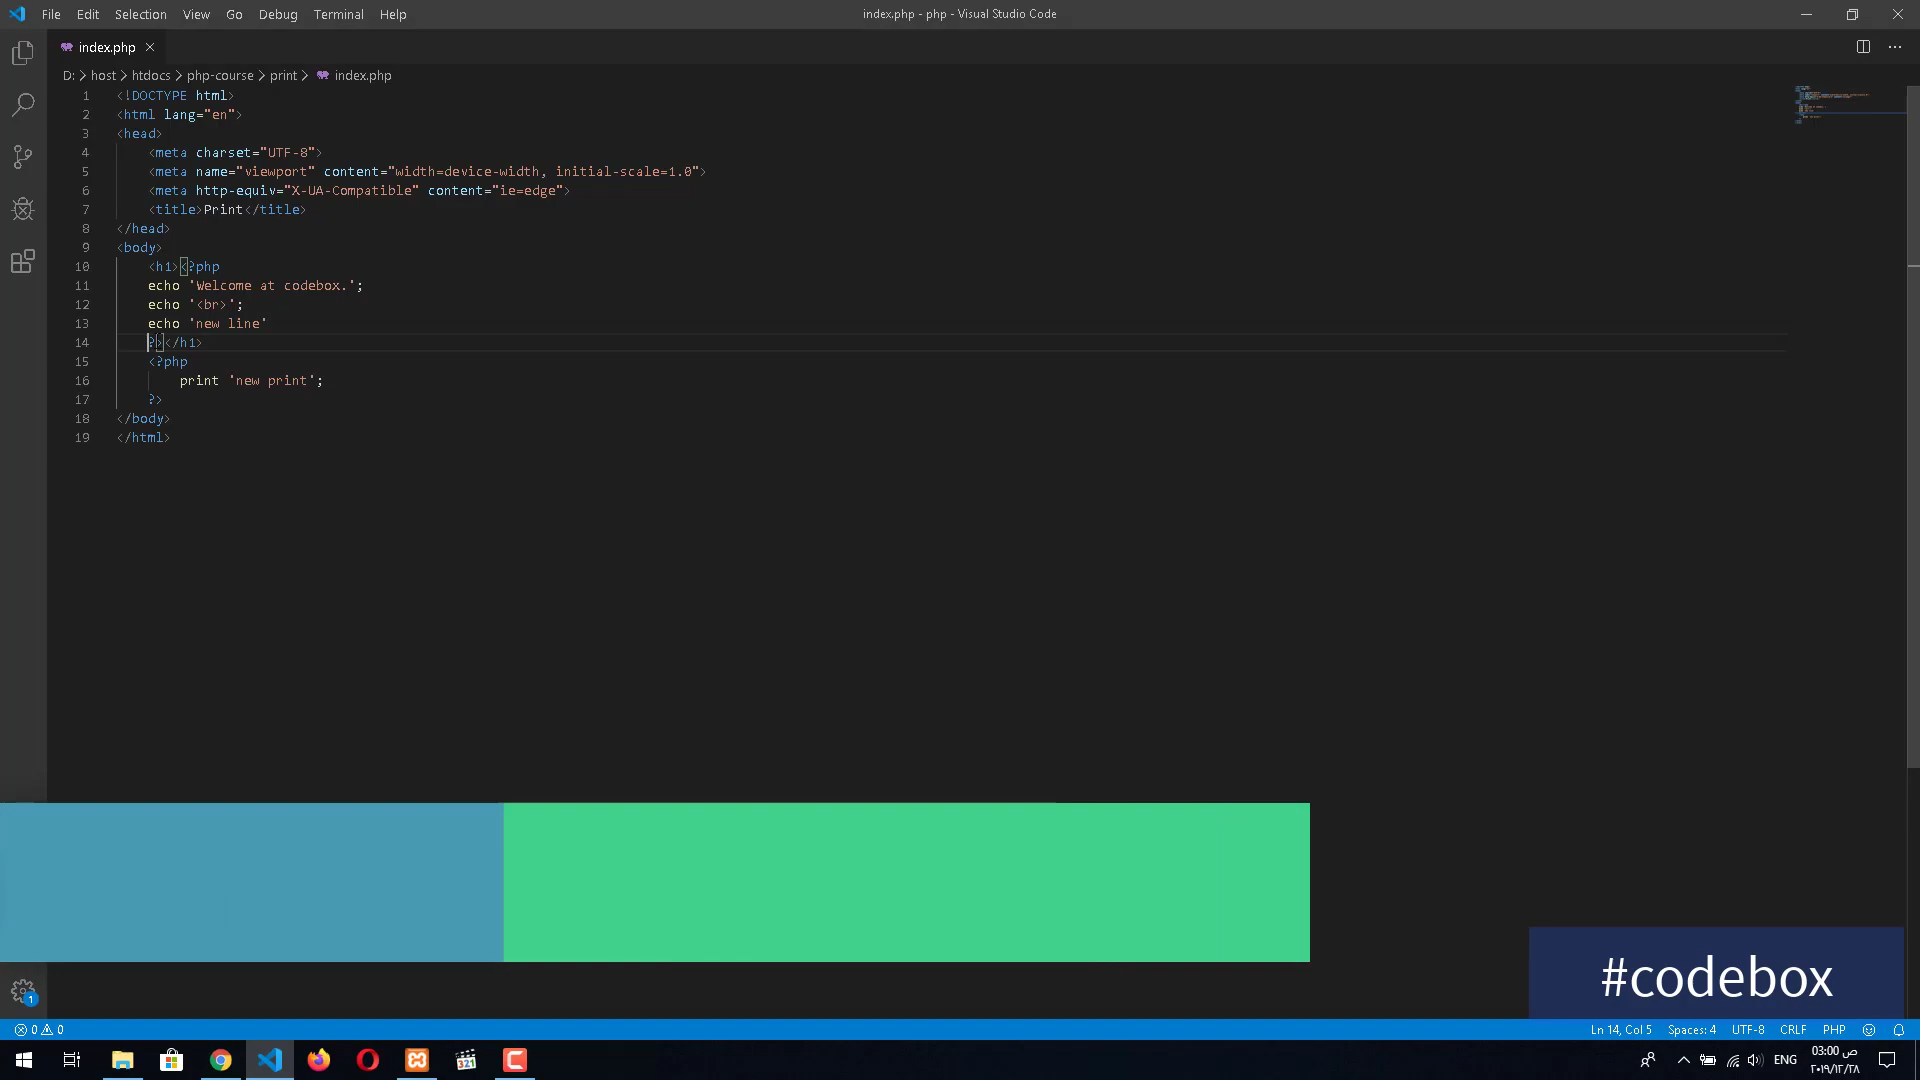 File Edit Selection View Go Debug Terminal Help
index.php - php - Visual Studio Code
index.php
D: > host > htdocs > php-course > print > index.php
1 <!DOCTYPE html>
2 <html lang="en">
3 <head>
4     <meta charset="UTF-8">
5     <meta name="viewport" content="width=device-width, initial-scale=1.0">
6     <meta http-equiv="X-UA-Compatible" content="ie=edge">
7     <title>Print</title>
8 </head>
9 <body>
10     <h1><?php
11     echo 'Welcome at codebox.';
12     echo '<br>';
13     echo 'new line'
14     ?></h1>
15     <?php
16         print 'new print';
17     ?>
18 </body>
19 </html>
#codebox
1
0 0
Ln 14, Col 5 Spaces: 4 UTF-8 CRLF PHP
321
ENG
03:00 ص
٢٠١٩/١٢/٢٨